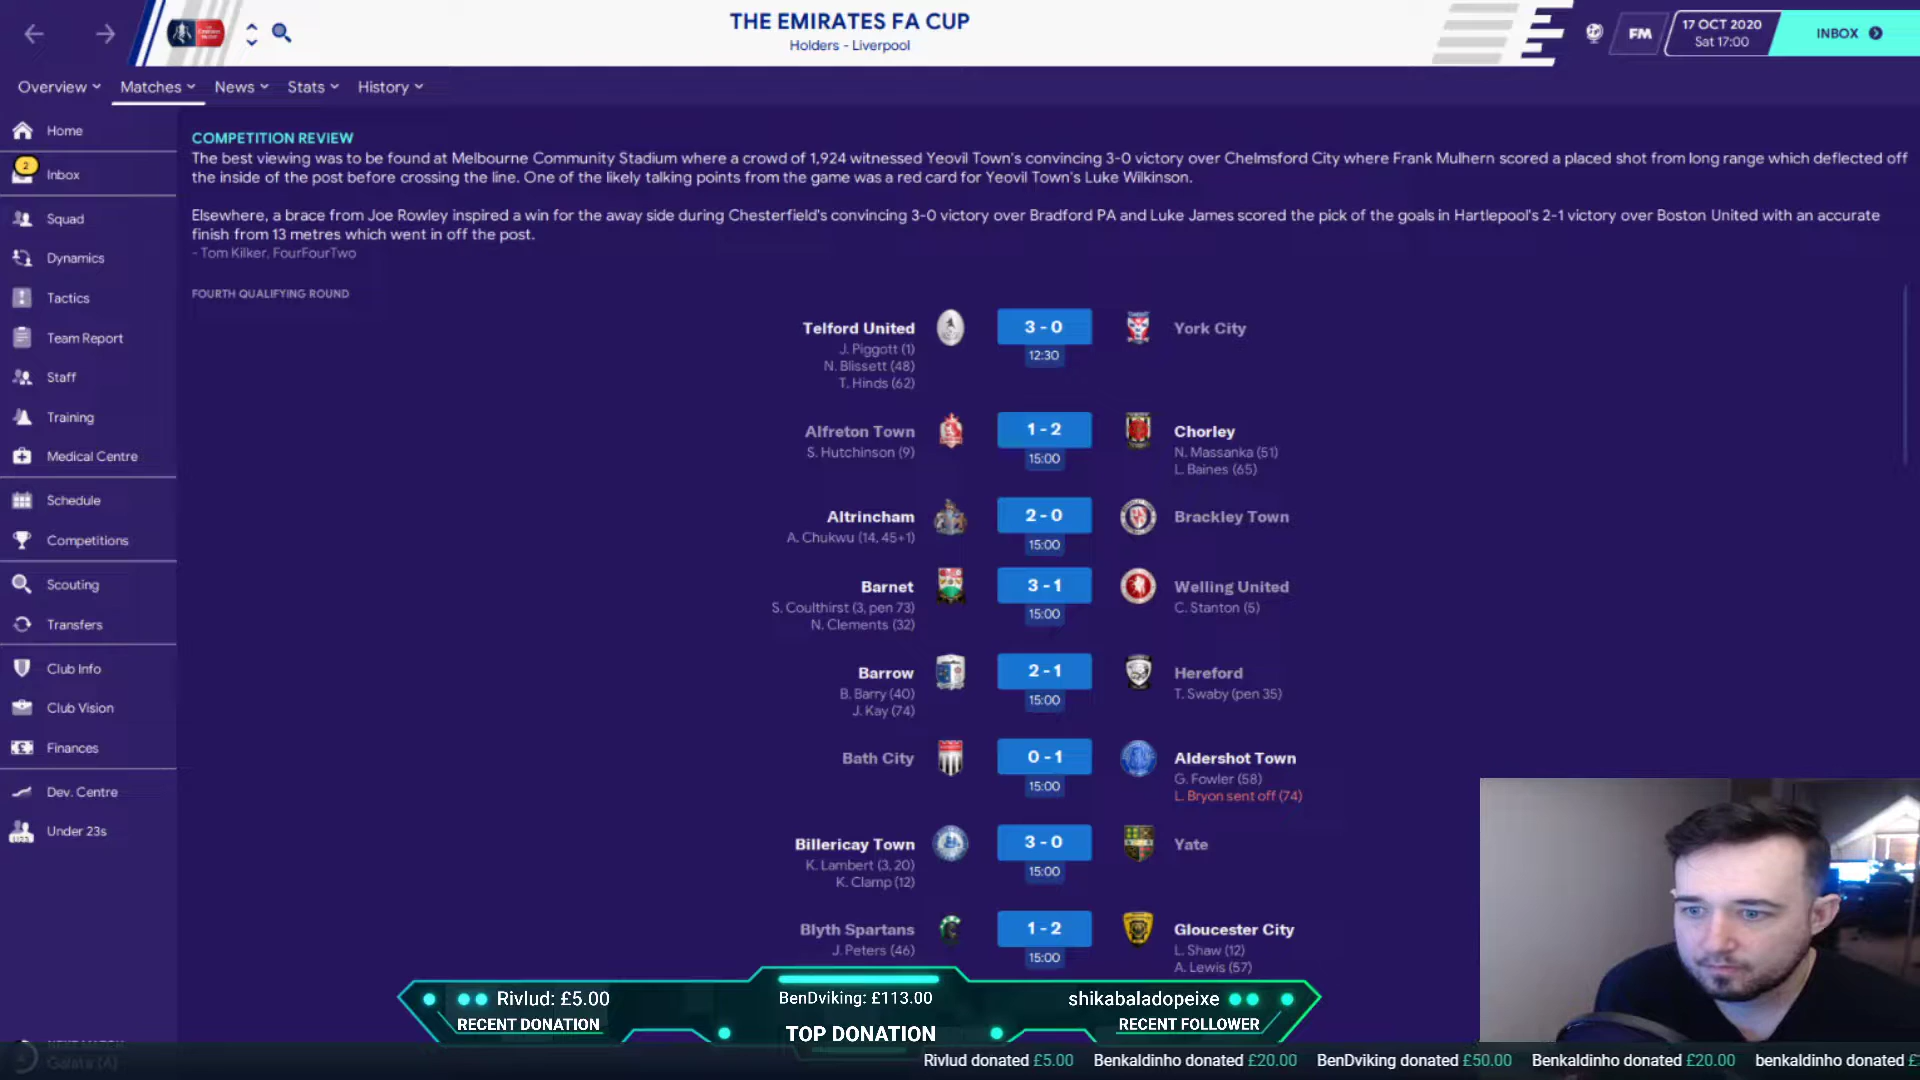 THE EMIRATES FA CUP
Holders - Liverpool
FM
17 OCT 2020
Sat 17:00
INBOX
Overview
Matches
News
Stats
History
Home
2
Inbox
Squad
Dynamics
Tactics
Team Report
Staff
Training
Medical Centre
Schedule
Competitions
Scouting
Transfers
Club Info
Club Vision
Finances
Dev. Centre
Under 23s
COMPETITION REVIEW
The best viewing was to be found at Melbourne Community Stadium where a crowd of 1,924 witnessed Yeovil Town's convincing 3-0 victory over Chelmsford City where Frank Mulhern scored a placed shot from long range which deflected off
the inside of the post before crossing the line. One of the likely talking points from the game was a red card for Yeovil Town's Luke Wilkinson.
Elsewhere, a brace from Joe Rowley inspired a win for the away side during Chesterfield's convincing 3-0 victory over Bradford PA and Luke James scored the pick of the goals in Hartlepool's 2-1 victory over Boston United with an accurate
finish from 13 metres which went in off the post.
- Tom Kilker, FourFourTwo
FOURTH QUALIFYING ROUND
Telford United 3 - 0 York City
J. Piggott (1) 12:30
N. Blissett (48)
T. Hinds (62)
Alfreton Town 1 - 2 Chorley
S. Hutchinson (9) 15:00 N. Massanka (51)
L. Baines (65)
Altrincham 2 - 0 Brackley Town
A. Chukwu (14, 45+1) 15:00
Barnet 3 - 1 Welling United
S. Coulthirst (3, pen 73) 15:00 C. Stanton (5)
N. Clements (32)
Barrow 2 - 1 Hereford
B. Barry (40) 15:00 T. Swaby (pen 35)
J. Kay (74)
Bath City 0 - 1 Aldershot Town
15:00 G. Fowler (58)
L. Bryon sent off (74)
Billericay Town 3 - 0 Yate
K. Lambert (3, 20) 15:00
K. Clamp (12)
Blyth Spartans 1 - 2 Gloucester City
J. Peters (46) 15:00 L. Shaw (12)
A. Lewis (57)
Rivlud: £5.00
RECENT DONATION
BenDviking: £113.00
TOP DONATION
shikabaladopeixe
RECENT FOLLOWER
NEXT MATCH
Galata (A)
Rivlud donated £5.00 Benkaldinho donated £20.00 BenDviking donated £50.00 Benkaldinho donated £20.00 benkaldinho donated £